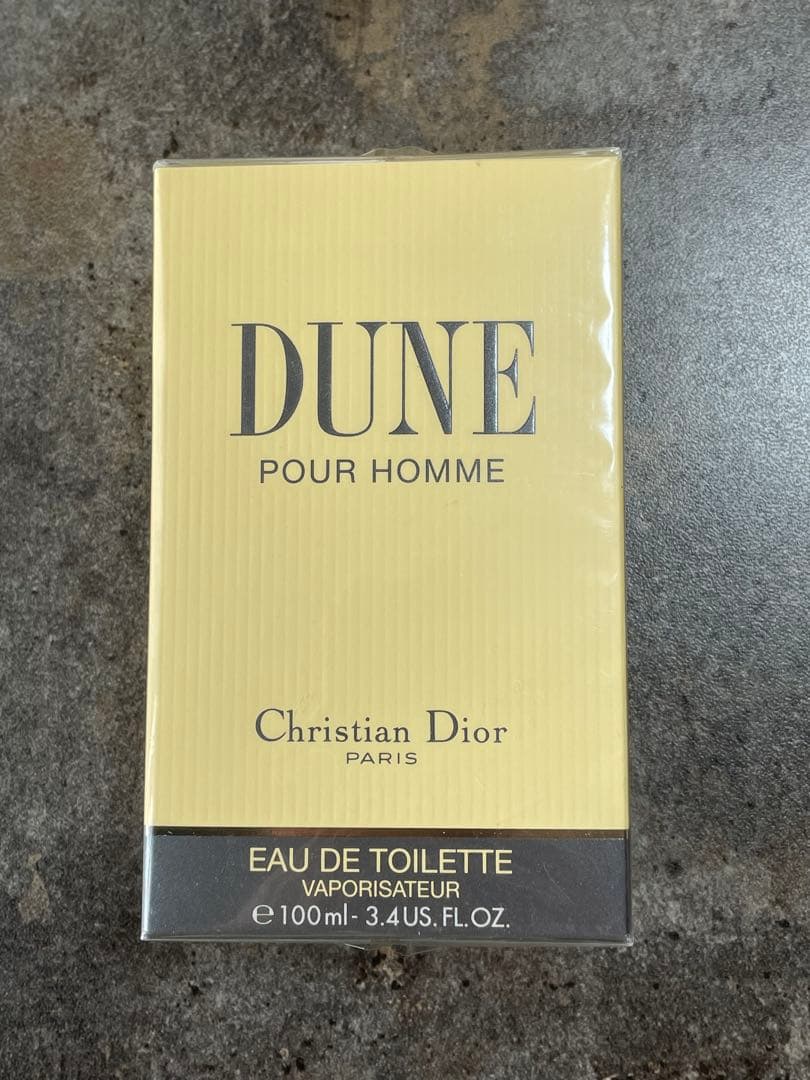 DUNE
POUR HOMME
Christian Dior
PARIS
EAU DE TOILETTE
VAPORISATEUR
℮100ml- 3.4US. FL.OZ.